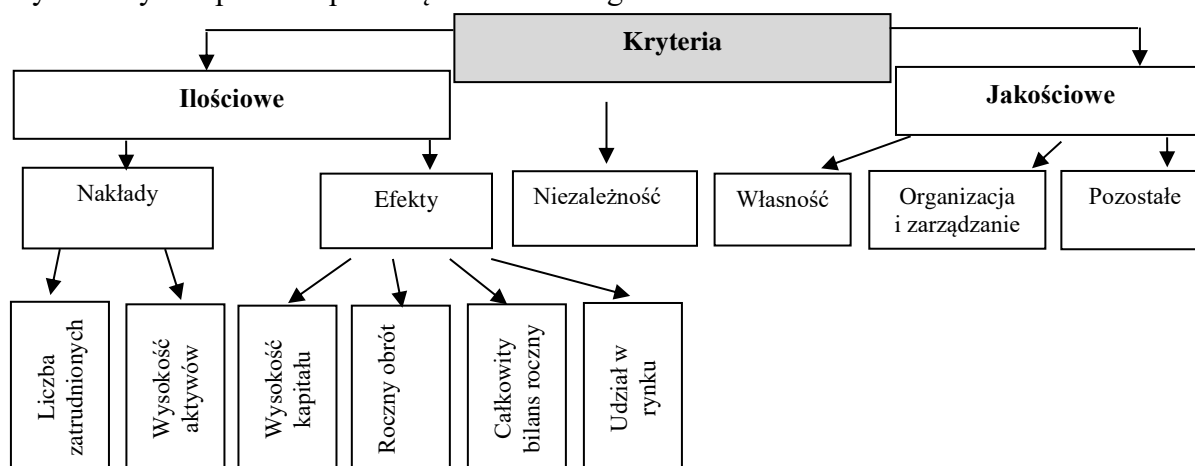 Kryteria
Ilościowe
Jakościowe
Nakłady
Efekty
Niezależność
Własność
Organizacja
i zarządzanie
Pozostałe
Liczba
zatrudnionych
Wysokość
aktywów
Wysokość
kapitału
Roczny obrót
Całkowity
bilans roczny
Udział w
rynku